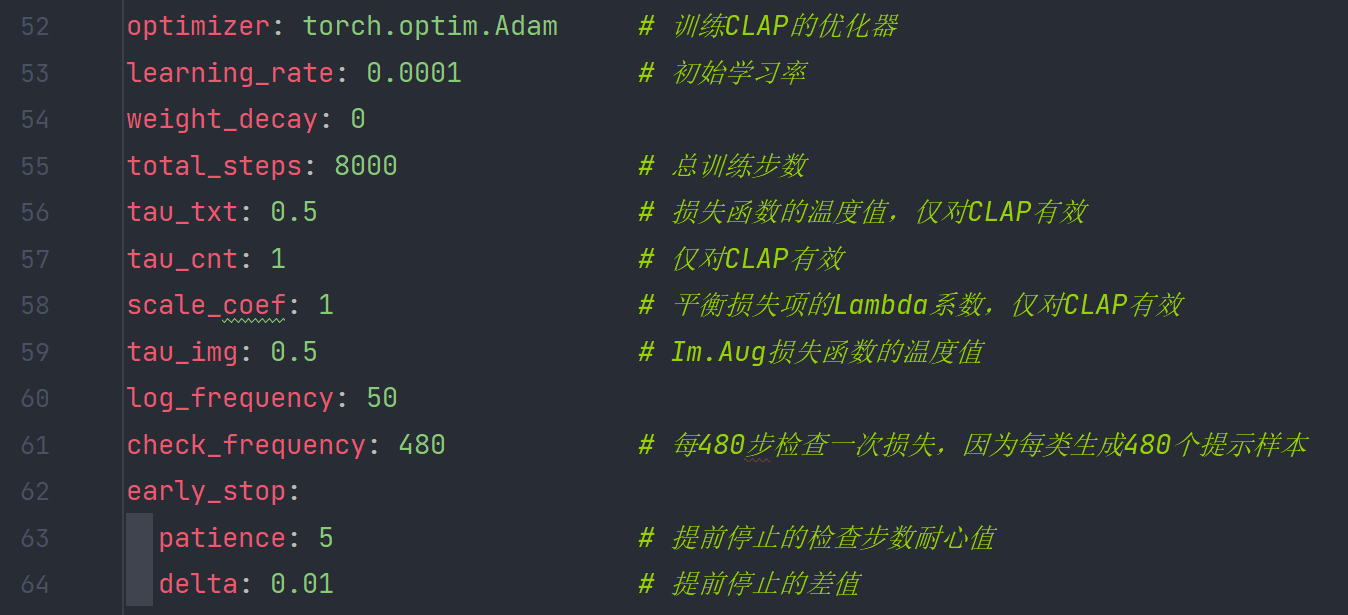 52 optimizer: torch.optim.Adam # 训练CLAP的优化器
53 learning_rate: 0.0001 # 初始学习率
54 weight_decay: 0
55 total_steps: 8000 # 总训练步数
56 tau_txt: 0.5 # 损失函数的温度值，仅对CLAP有效
57 tau_cnt: 1 # 仅对CLAP有效
58 scale_coef: 1 # 平衡损失项的Lambda系数，仅对CLAP有效
59 tau_img: 0.5 # Im.Aug损失函数的温度值
60 log_frequency: 50
61 check_frequency: 480 # 每480步检查一次损失，因为每类生成480个提示样本
62 early_stop:
63 patience: 5 # 提前停止的检查步数耐心值
64 delta: 0.01 # 提前停止的差值